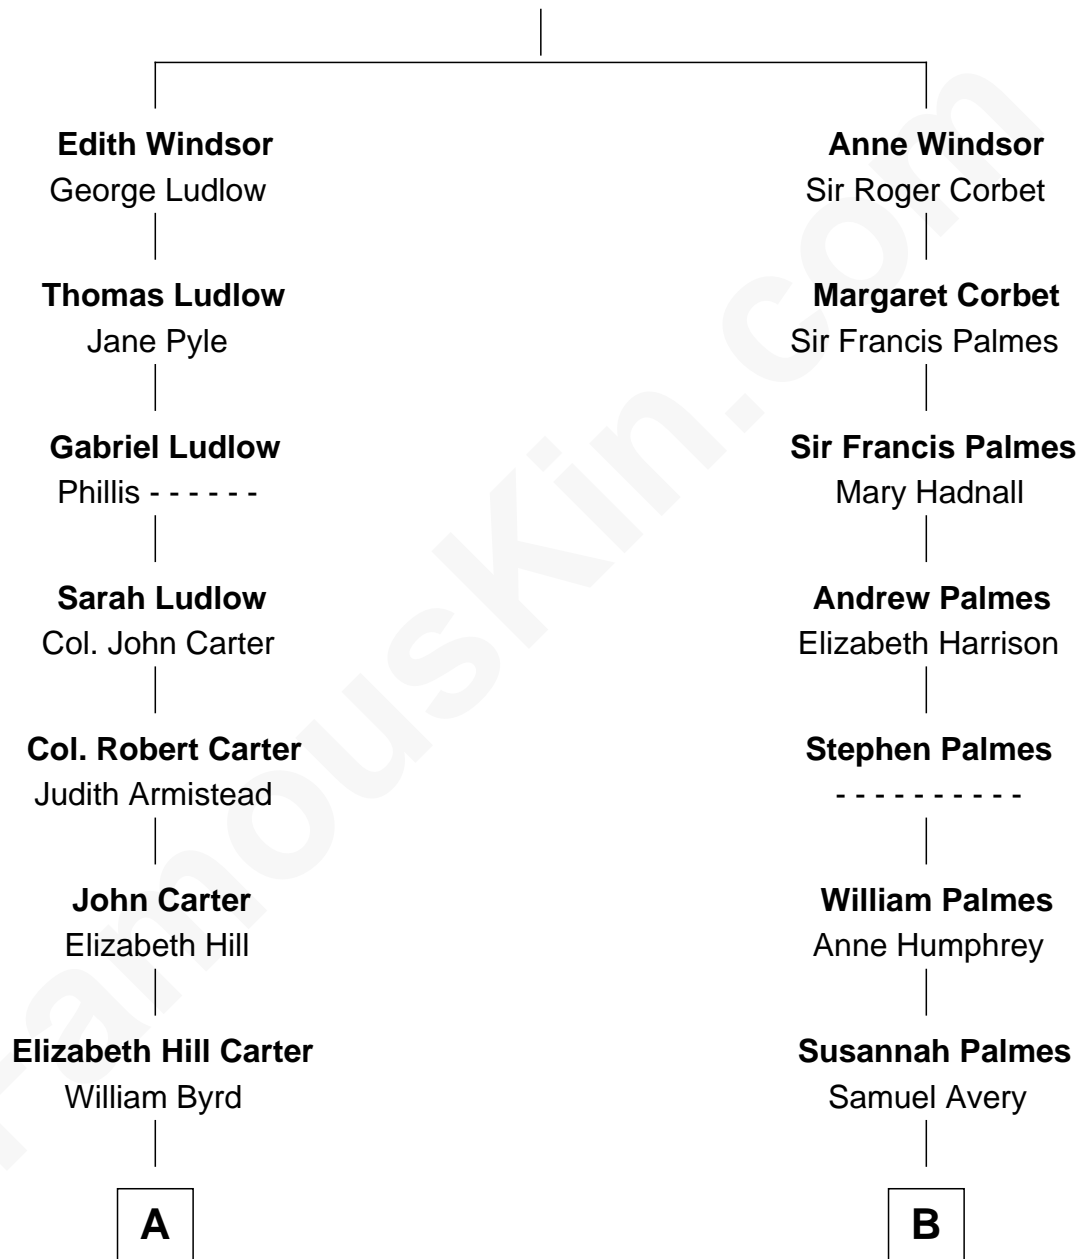 Edith Windsor
George Ludlow
Thomas Ludlow
Jane Pyle
Gabriel Ludlow
Phillis - - - - - -
Sarah Ludlow
Col. John Carter
Col. Robert Carter
Judith Armistead
John Carter
Elizabeth Hill
Elizabeth Hill Carter
William Byrd
A
Anne Windsor
Sir Roger Corbet
Margaret Corbet
Sir Francis Palmes
Sir Francis Palmes
Mary Hadnall
Andrew Palmes
Elizabeth Harrison
Stephen Palmes
- - - - - - - - - -
William Palmes
Anne Humphrey
Susannah Palmes
Samuel Avery
B
FamousKin.com